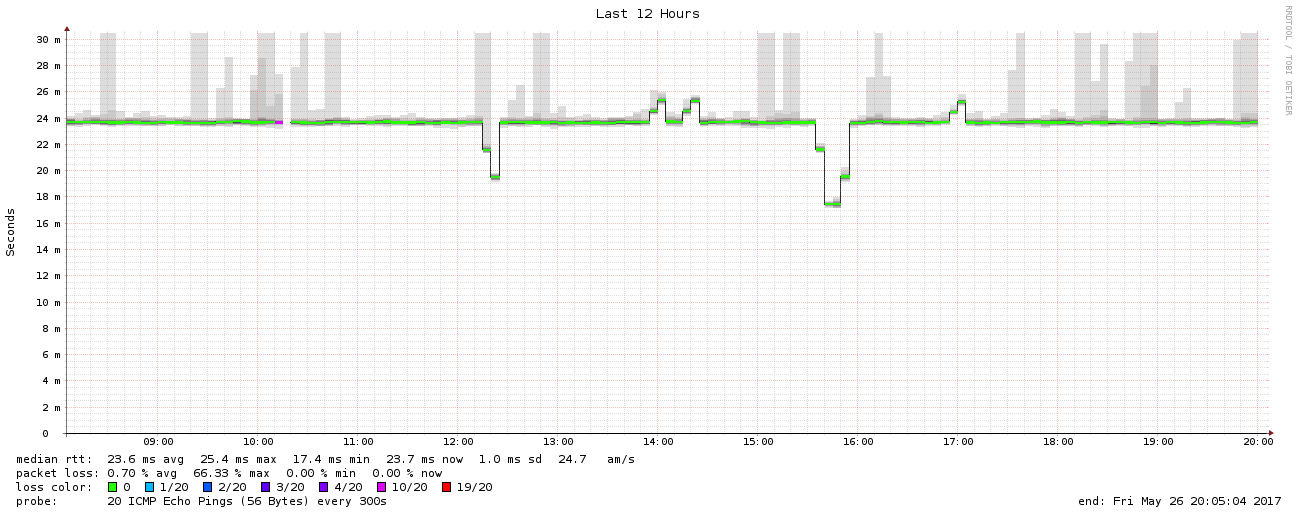 Last 12 Hours
RRDTOOL / TOBI OETIKER
Seconds
30 m
28 m
26 m
24 m
22 m
20 m
18 m
16 m
14 m
12 m
10 m
8 m
6 m
4 m
2 m
0
09:00 10:00 11:00 12:00 13:00 14:00 15:00 16:00 17:00 18:00 19:00 20:00
median rtt: 23.6 ms avg 25.4 ms max 17.4 ms min 23.7 ms now 1.0 ms sd 24.7 am/s
packet loss: 0.70 % avg 66.33 % max 0.00 % min 0.00 % now
loss color: 0 1/20 2/20 3/20 4/20 10/20 19/20
probe: 20 ICMP Echo Pings (56 Bytes) every 300s end: Fri May 26 20:05:04 2017